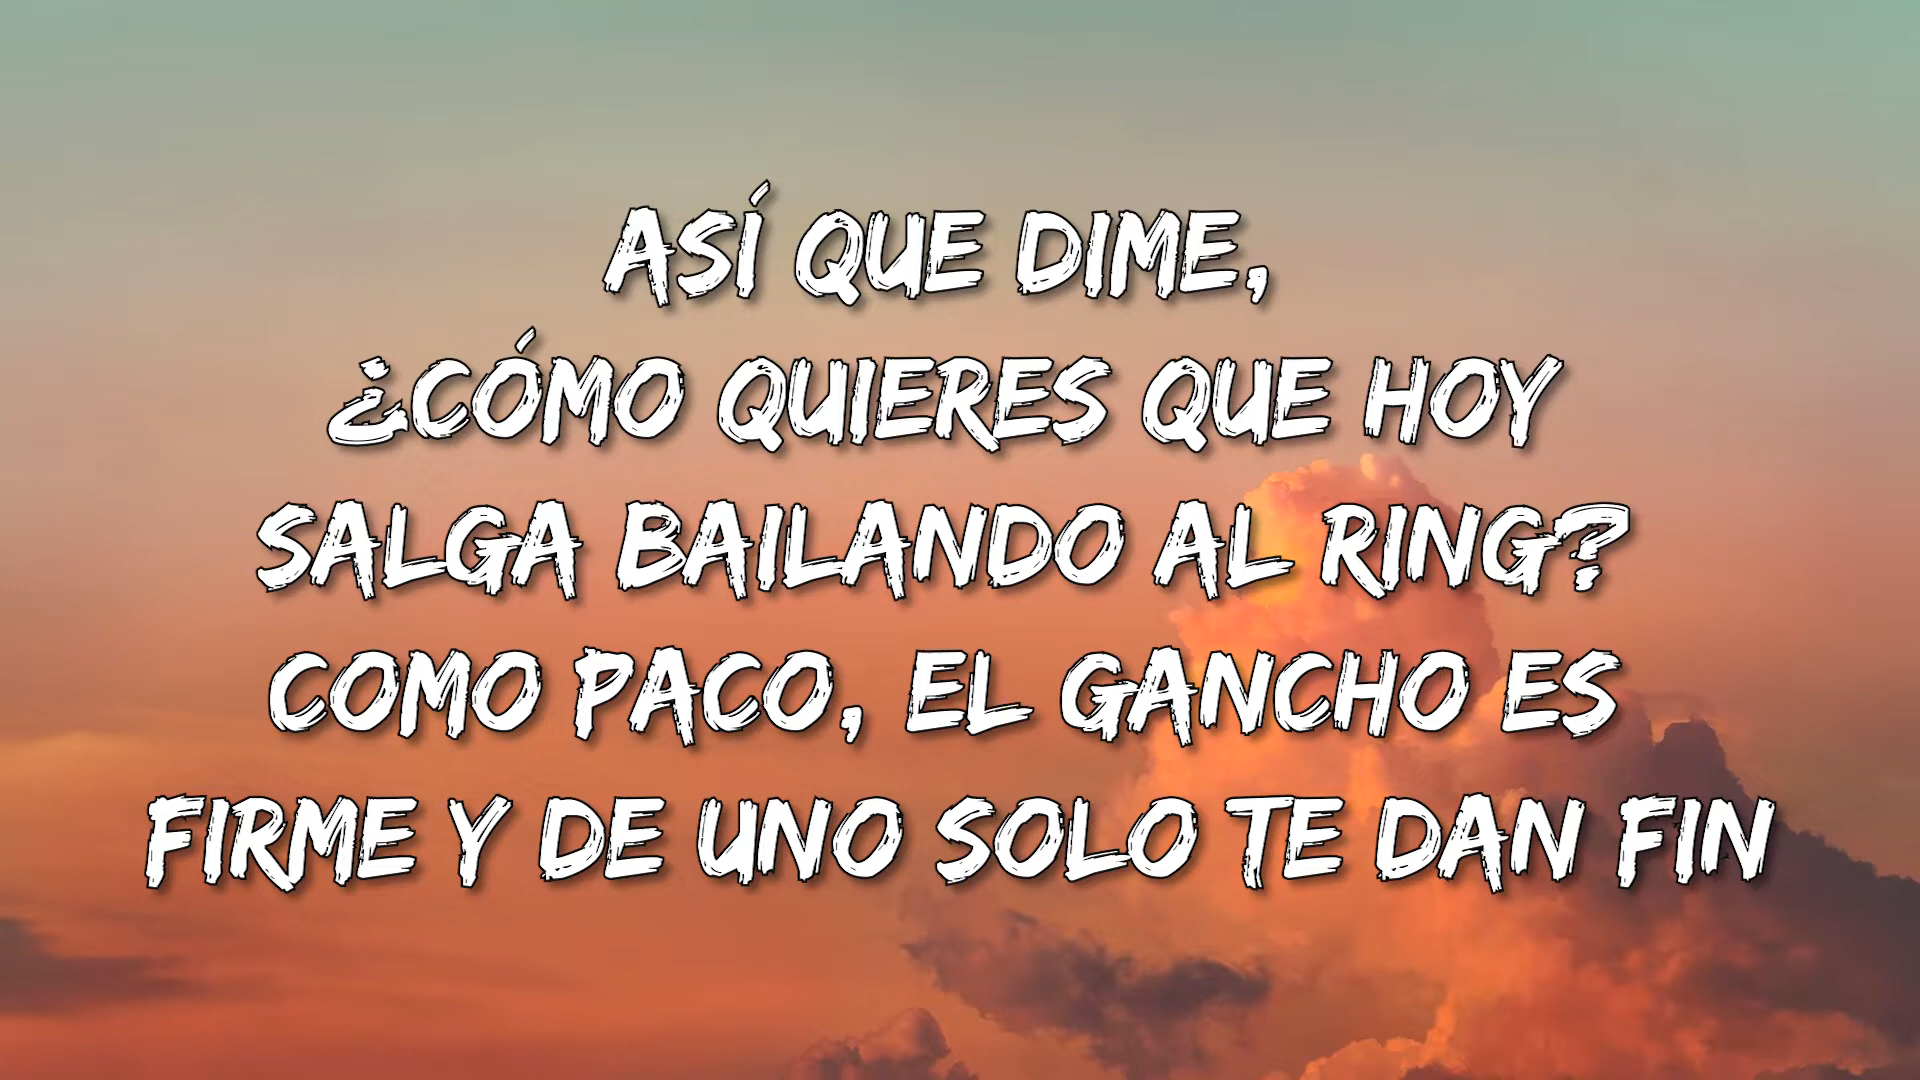 ASÍ QUE DIME,
¿CÓMO QUIERES QUE HOY
SALGA BAILANDO AL RING?
COMO PACO, EL GANCHO ES
FIRME Y DE UNO SOLO TE DAN FIN